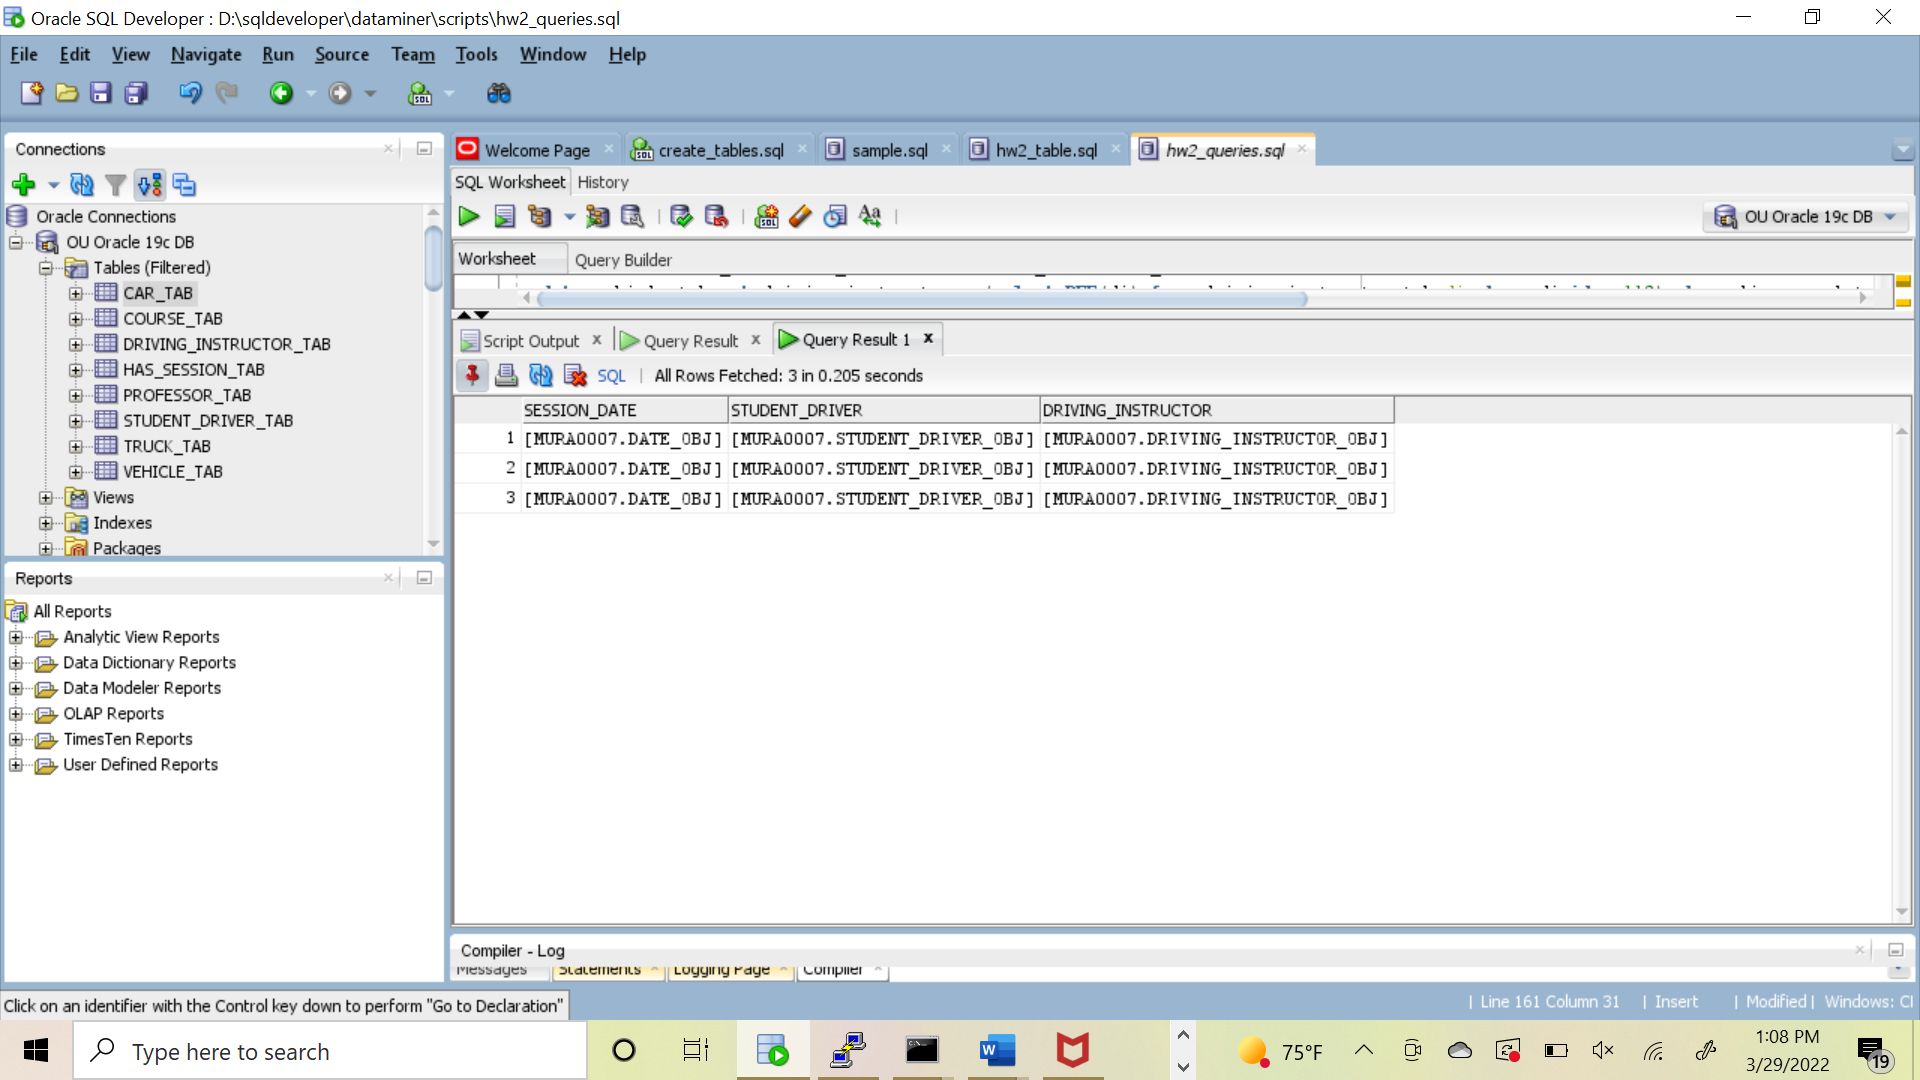 Oracle SQL Developer : D:\sqldeveloper\dataminer\scripts\hw2_queries.sql
File Edit View Navigate Run Source Team Tools Window Help
Connections
Oracle Connections
OU Oracle 19c DB
Tables (Filtered)
CAR_TAB
COURSE_TAB
DRIVING_INSTRUCTOR_TAB
HAS_SESSION_TAB
PROFESSOR_TAB
STUDENT_DRIVER_TAB
TRUCK_TAB
VEHICLE_TAB
Views
Indexes
Packages
Reports
All Reports
Analytic View Reports
Data Dictionary Reports
Data Modeler Reports
OLAP Reports
TimesTen Reports
User Defined Reports
Welcome Page create_tables.sql sample.sql hw2_table.sql hw2_queries.sql
SQL Worksheet History
OU Oracle 19c DB
Worksheet Query Builder
Script Output Query Result Query Result 1
SQL All Rows Fetched: 3 in 0.205 seconds
SESSION_DATE STUDENT_DRIVER DRIVING_INSTRUCTOR
1 [MURA0007.DATE_OBJ] [MURA0007.STUDENT_DRIVER_OBJ] [MURA0007.DRIVING_INSTRUCTOR_OBJ]
2 [MURA0007.DATE_OBJ] [MURA0007.STUDENT_DRIVER_OBJ] [MURA0007.DRIVING_INSTRUCTOR_OBJ]
3 [MURA0007.DATE_OBJ] [MURA0007.STUDENT_DRIVER_OBJ] [MURA0007.DRIVING_INSTRUCTOR_OBJ]
Compiler - Log
Messages Statements Logging Page Compiler
Click on an identifier with the Control key down to perform "Go to Declaration"
Line 161 Column 31 Insert Modified Windows: Cl
Type here to search
75°F
1:08 PM
3/29/2022
19